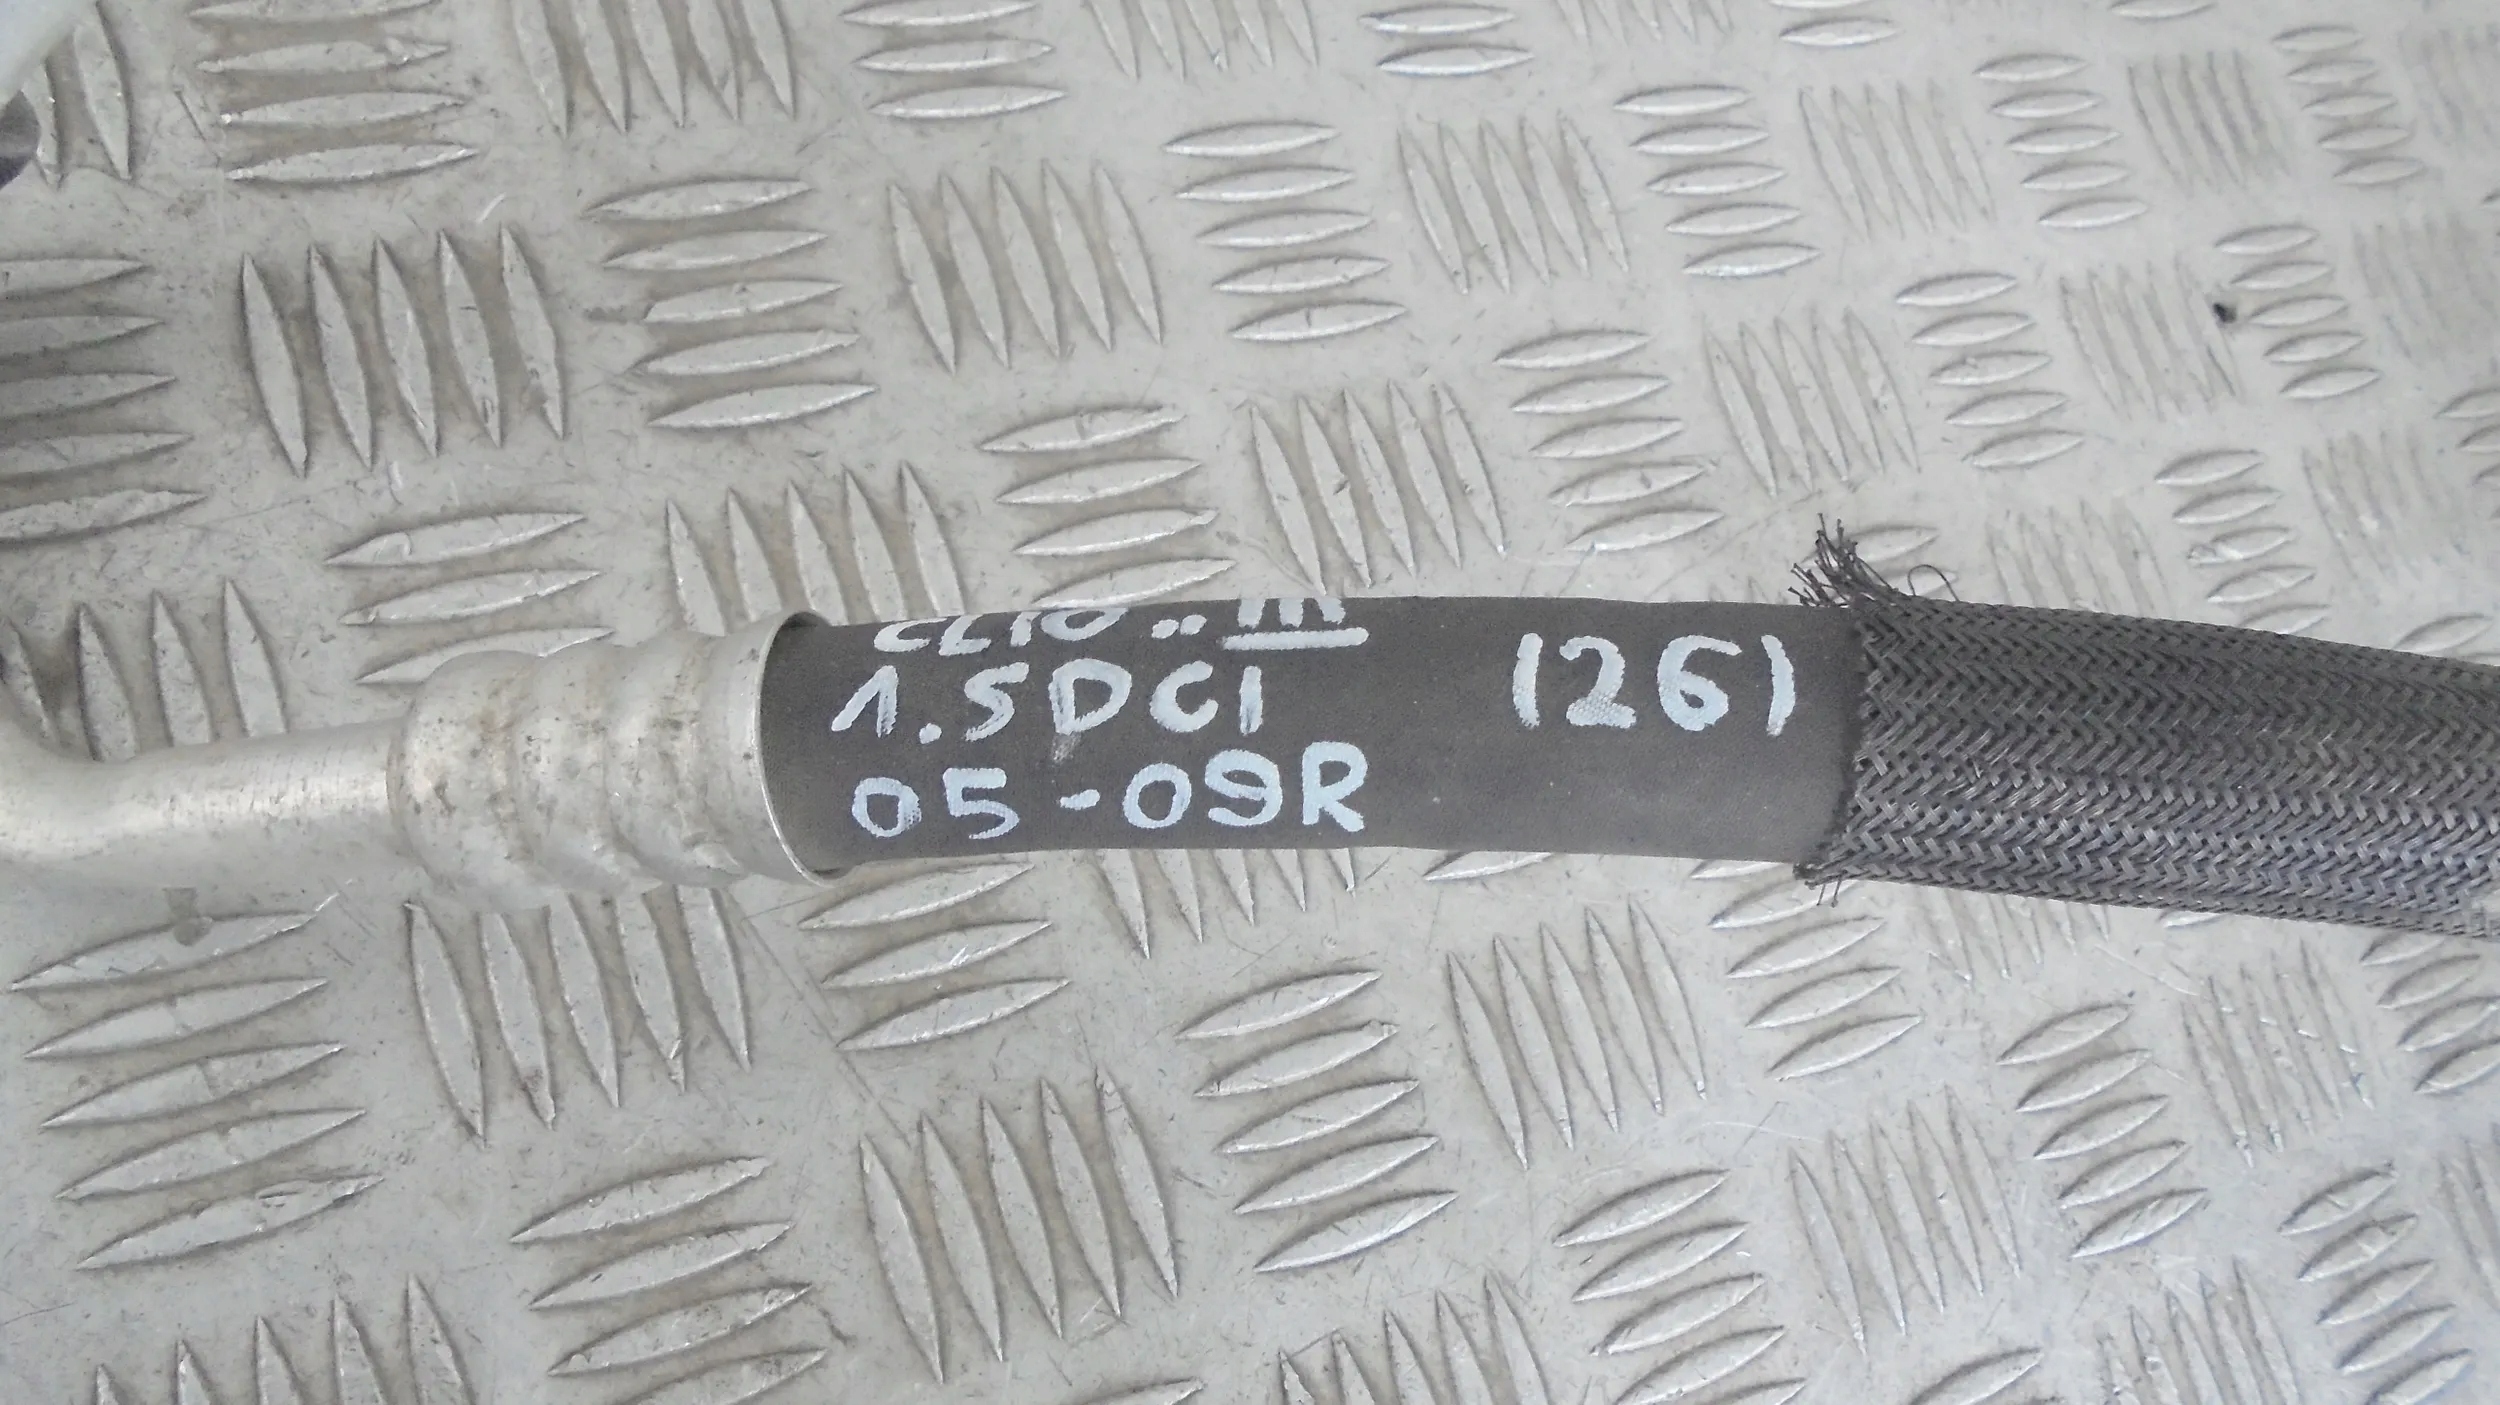 CLIO .. III
1.5DCI (26)
05-09R